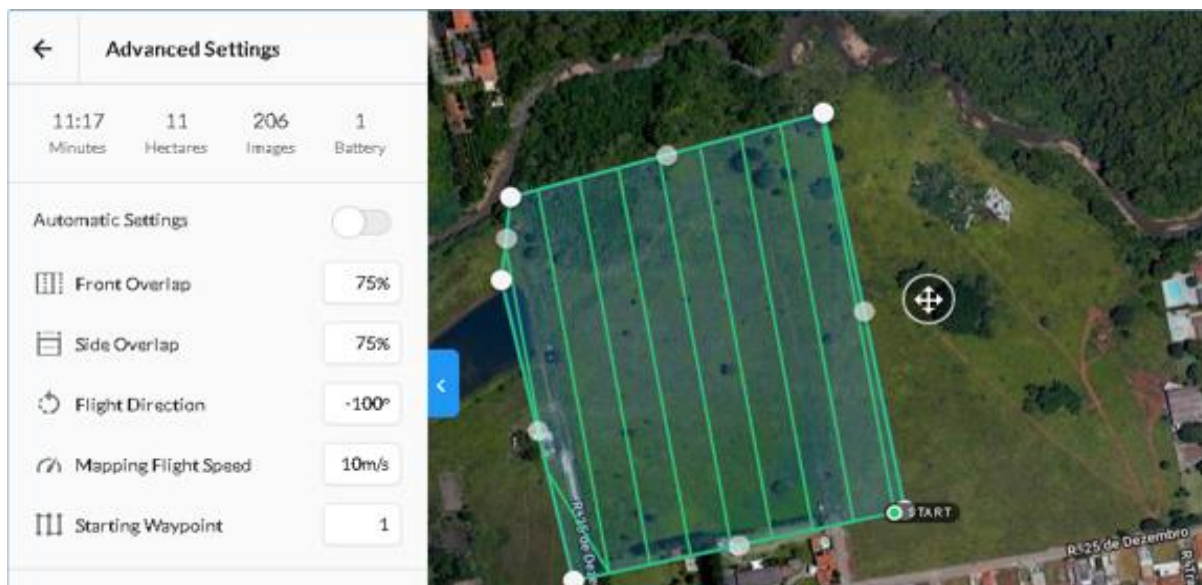 Advanced Settings
11:17 11 206 1
Minutes Hectares Images Battery
Automatic Settings
Front Overlap 75%
Side Overlap 75%
Flight Direction -100°
Mapping Flight Speed 10m/s
Starting Waypoint 1
START
R. 25 de Dezembro